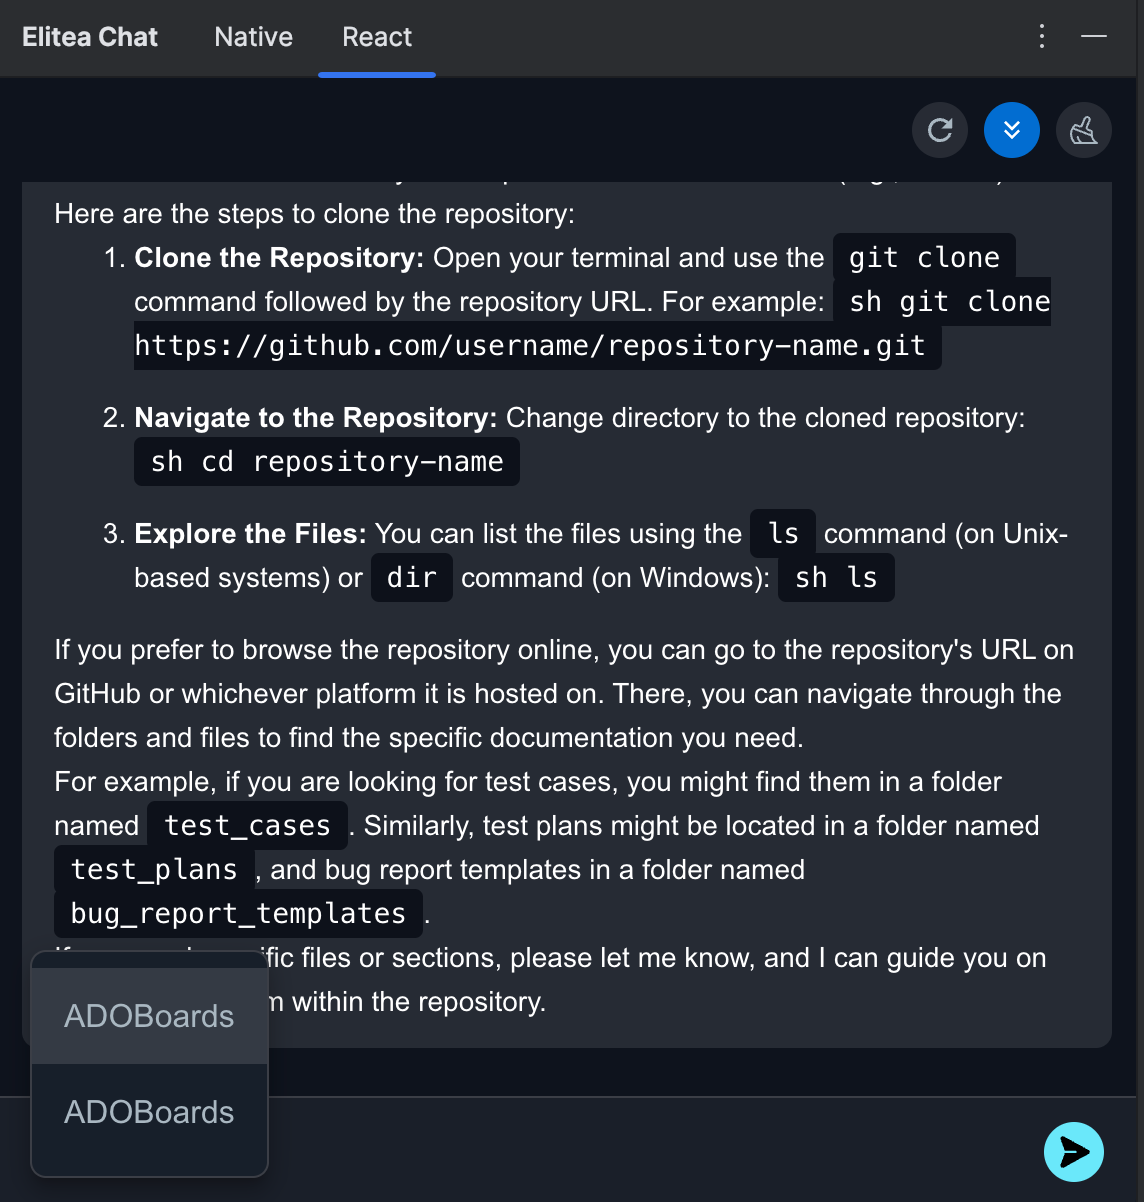 Elitea Chat Native React
Here are the steps to clone the repository:
1. Clone the Repository: Open your terminal and use the git clone
command followed by the repository URL. For example: sh git clone
https://github.com/username/repository-name.git
2. Navigate to the Repository: Change directory to the cloned repository:
sh cd repository-name
3. Explore the Files: You can list the files using the ls command (on Unix-
based systems) or dir command (on Windows): sh ls
If you prefer to browse the repository online, you can go to the repository's URL on
GitHub or whichever platform it is hosted on. There, you can navigate through the
folders and files to find the specific documentation you need.
For example, if you are looking for test cases, you might find them in a folder
named test_cases . Similarly, test plans might be located in a folder named
test_plans , and bug report templates in a folder named
bug_report_templates .
files or sections, please let me know, and I can guide you on
within the repository.
ADOBoards
ADOBoards